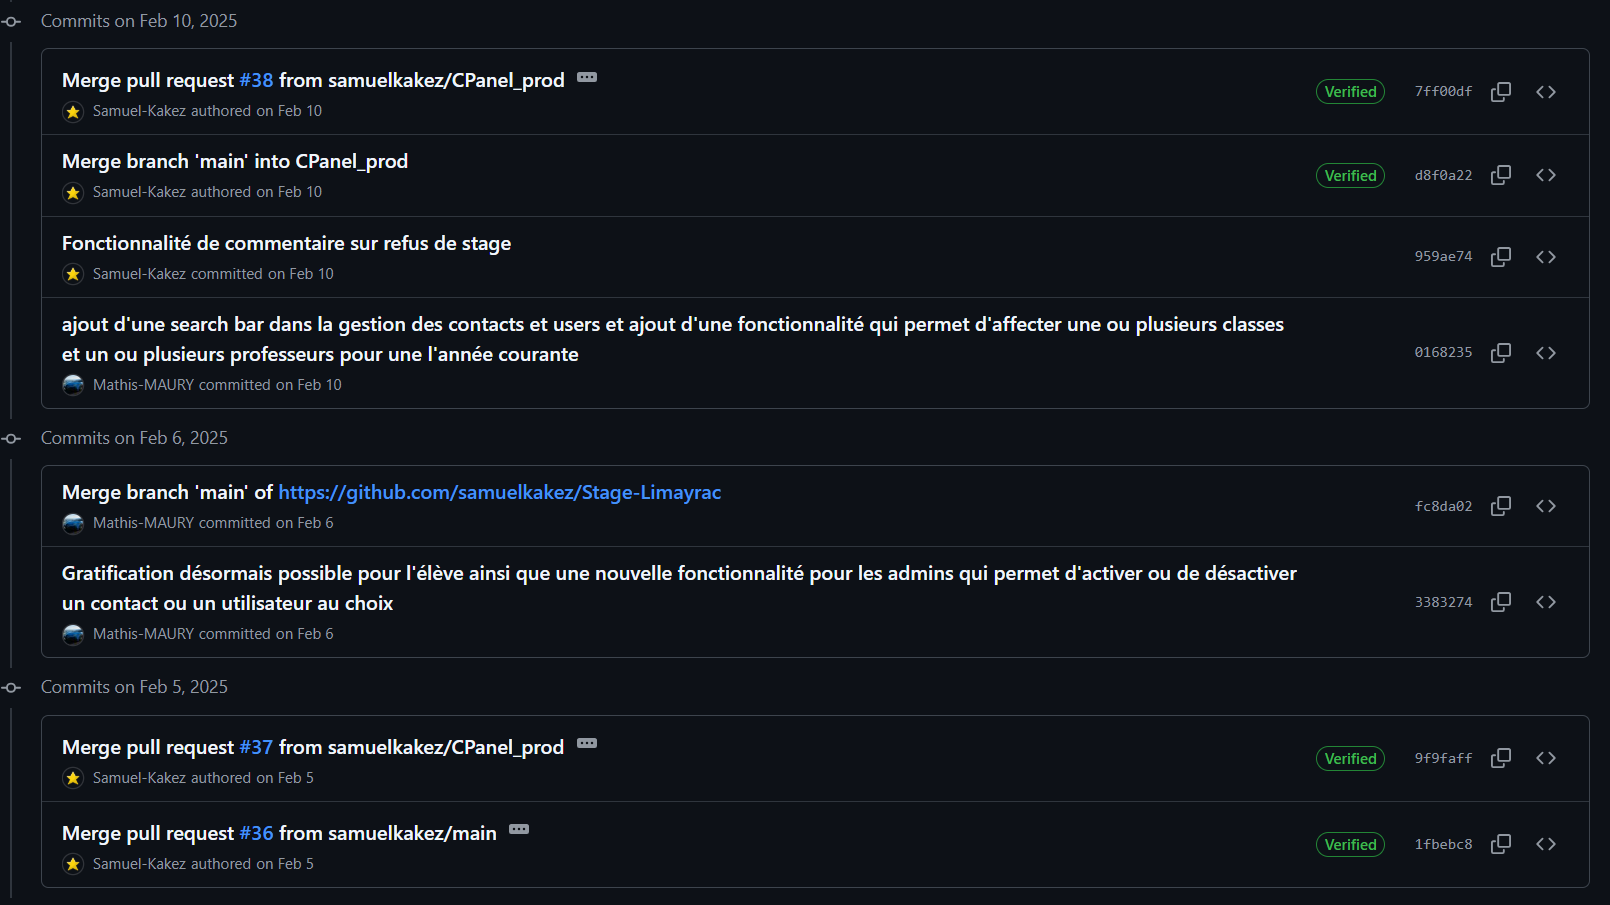 Commits on Feb 10, 2025
Merge pull request #38 from samuelkakez/CPanel_prod
Samuel-Kakez authored on Feb 10
Verified
7ff00df
Merge branch 'main' into CPanel_prod
Samuel-Kakez authored on Feb 10
Verified
d8f0a22
Fonctionnalité de commentaire sur refus de stage
Samuel-Kakez committed on Feb 10
959ae74
ajout d'une search bar dans la gestion des contacts et users et ajout d'une fonctionnalité qui permet d'affecter une ou plusieurs classes
et un ou plusieurs professeurs pour une l'année courante
Mathis-MAURY committed on Feb 10
0168235
Commits on Feb 6, 2025
Merge branch 'main' of https://github.com/samuelkakez/Stage-Limayrac
Mathis-MAURY committed on Feb 6
fc8da02
Gratification désormais possible pour l'élève ainsi que une nouvelle fonctionnalité pour les admins qui permet d'activer ou de désactiver
un contact ou un utilisateur au choix
Mathis-MAURY committed on Feb 6
3383274
Commits on Feb 5, 2025
Merge pull request #37 from samuelkakez/CPanel_prod
Samuel-Kakez authored on Feb 5
Verified
9f9faff
Merge pull request #36 from samuelkakez/main
Samuel-Kakez authored on Feb 5
Verified
1fbebc8